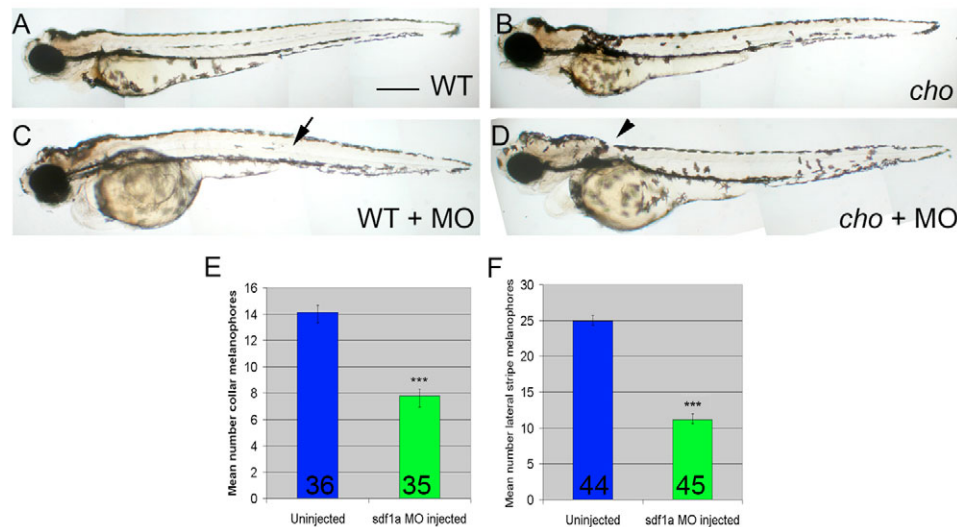 A
WT
B
cho
C
WT + MO
D
cho + MO
E
Mean number collar melanophores
16
14
12
10
8
6
4
2
0
***
36
35
Uninjected
sdf1a MO injected
F
Mean number lateral stripe melanophores
30
25
20
15
10
5
0
***
44
45
Uninjected
sdf1a MO injected